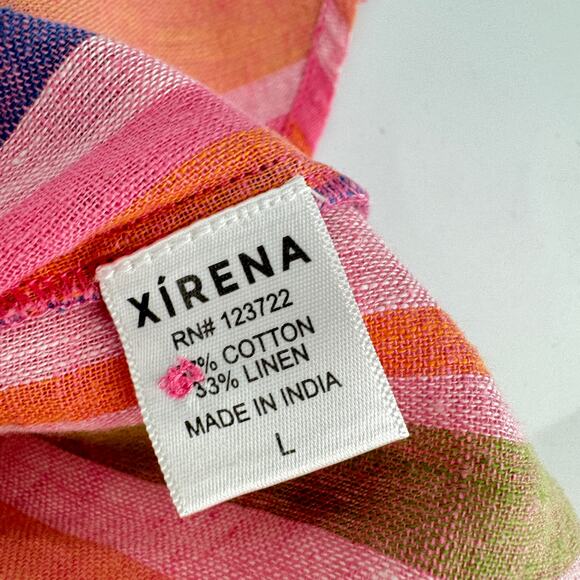 XÍRENA
RN# 123722
% COTTON
33% LINEN
MADE IN INDIA
L